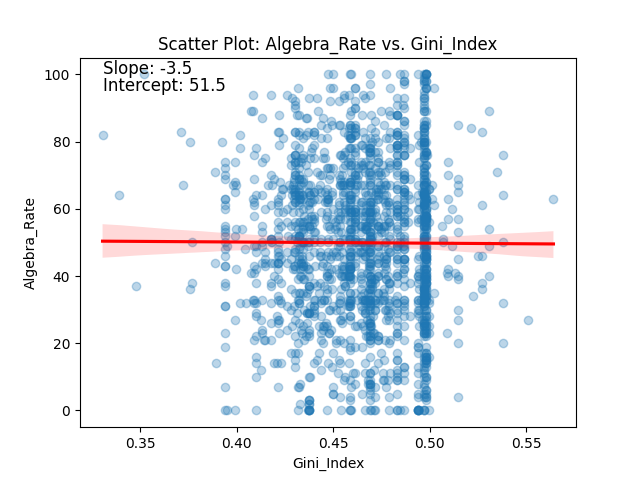 Scatter Plot: Algebra_Rate vs. Gini_Index
Slope: -3.5
Intercept: 51.5
100
80
60
40
20
0
Algebra_Rate
0.35 0.40 0.45 0.50 0.55
Gini_Index